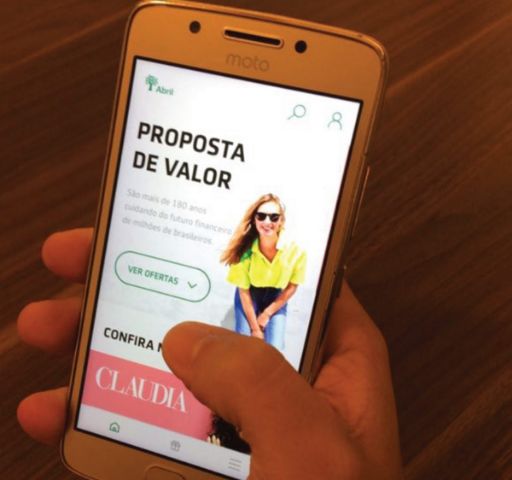 moto
Abril
PROPOSTA
DE VALOR
São mais de 180 anos
cuidando do futuro financeiro
de milhões de brasileiros.
VER OFERTAS
CONFIRA
CLAUDIA